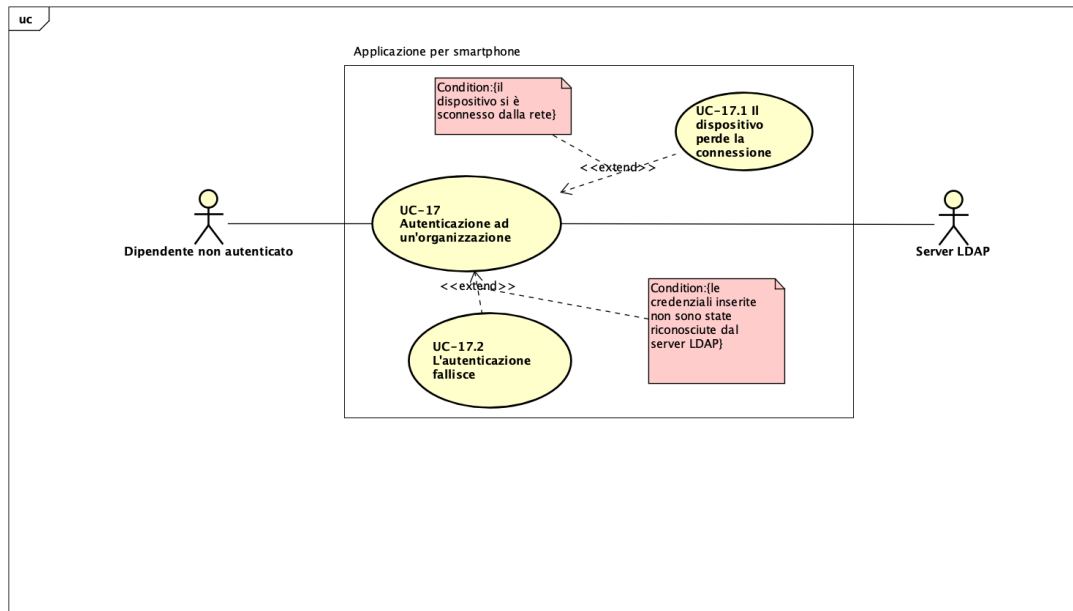 uc
Applicazione per smartphone
Condition:{il
dispositivo si è
sconnesso dalla rete}
UC-17.1 Il
dispositivo
perde la
connessione
<<extend>>
UC-17
Autenticazione ad
un'organizzazione
Dipendente non autenticato
Server LDAP
<<extend>>
Condition:{le
credenziali inserite
non sono state
riconosciute dal
server LDAP}
UC-17.2
L'autenticazione
fallisce